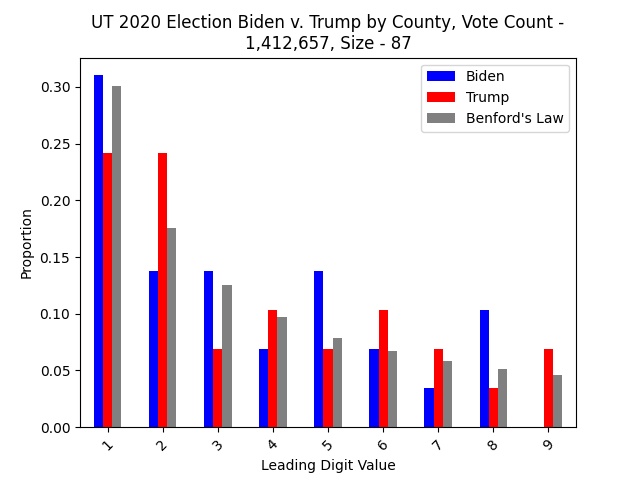 UT 2020 Election Biden v. Trump by County, Vote Count -
1,412,657, Size - 87
Biden
Trump
Benford's Law
0.30
0.25
0.20
0.15
0.10
0.05
0.00
Proportion
1 2 3 4 5 6 7 8 9
Leading Digit Value